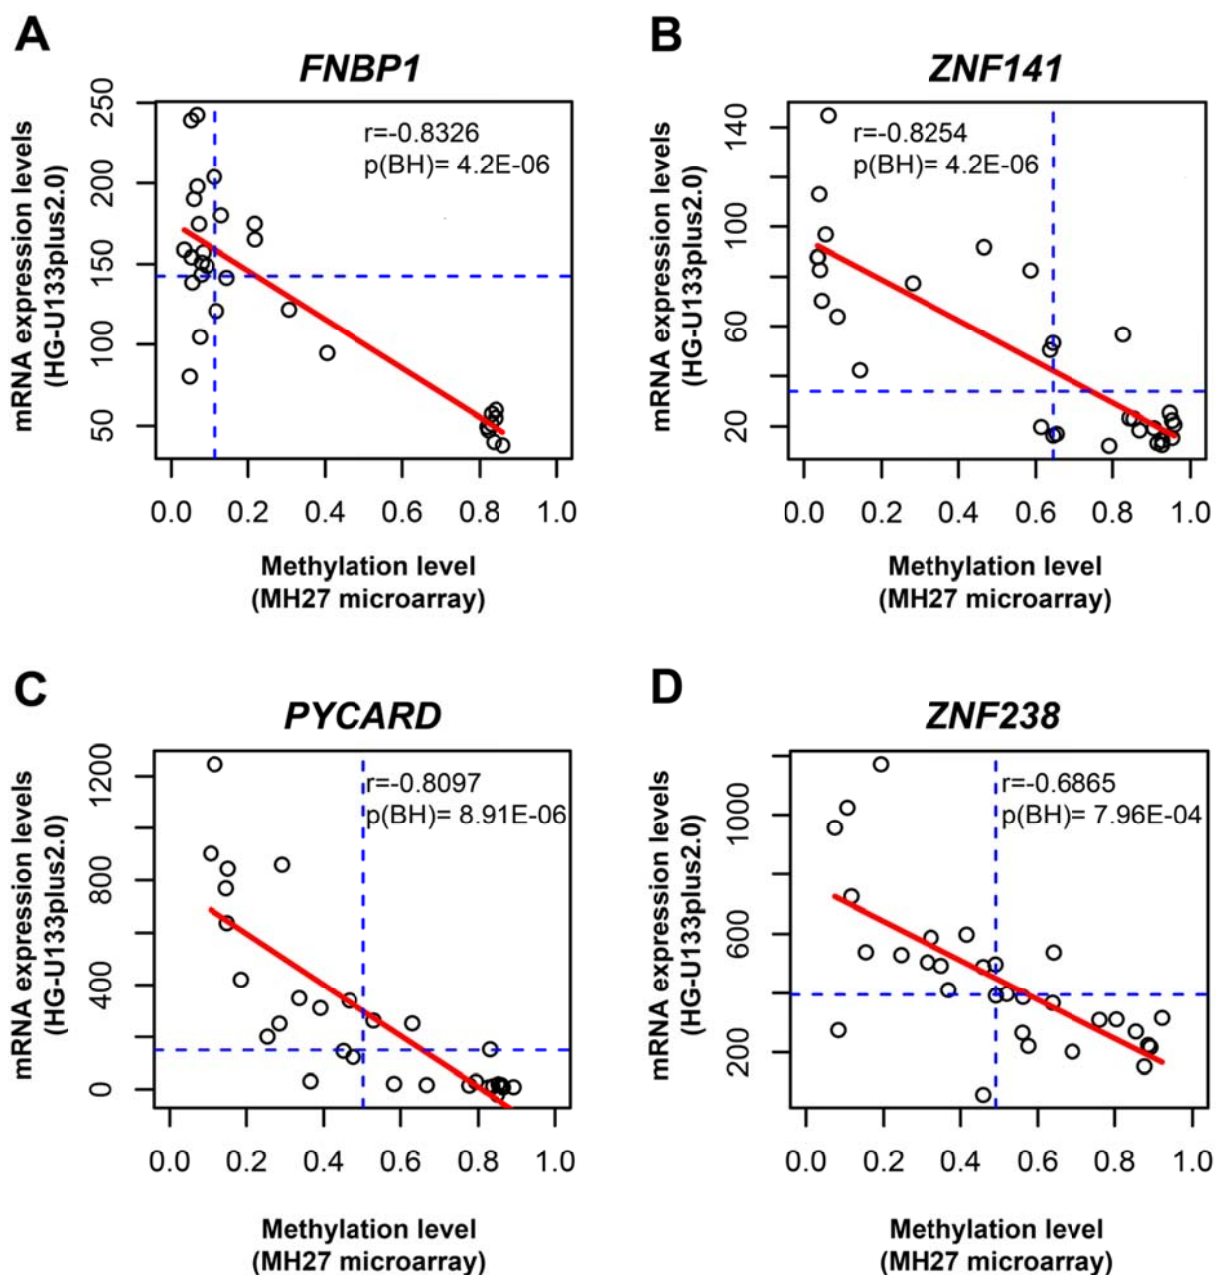 A
FNBP1
mRNA expression levels
(HG-U133plus2.0)
250
200
150
100
50
r=-0.8326
p(BH)= 4.2E-06
0.0 0.2 0.4 0.6 0.8 1.0
Methylation level
(MH27 microarray)
B
ZNF141
mRNA expression levels
(HG-U133plus2.0)
140
100
60
20
r=-0.8254
p(BH)= 4.2E-06
0.0 0.2 0.4 0.6 0.8 1.0
Methylation level
(MH27 microarray)
C
PYCARD
mRNA expression levels
(HG-U133plus2.0)
1200
800
400
0
r=-0.8097
p(BH)= 8.91E-06
0.0 0.2 0.4 0.6 0.8 1.0
Methylation level
(MH27 microarray)
D
ZNF238
mRNA expression levels
(HG-U133plus2.0)
1000
600
200
r=-0.6865
p(BH)= 7.96E-04
0.0 0.2 0.4 0.6 0.8 1.0
Methylation level
(MH27 microarray)